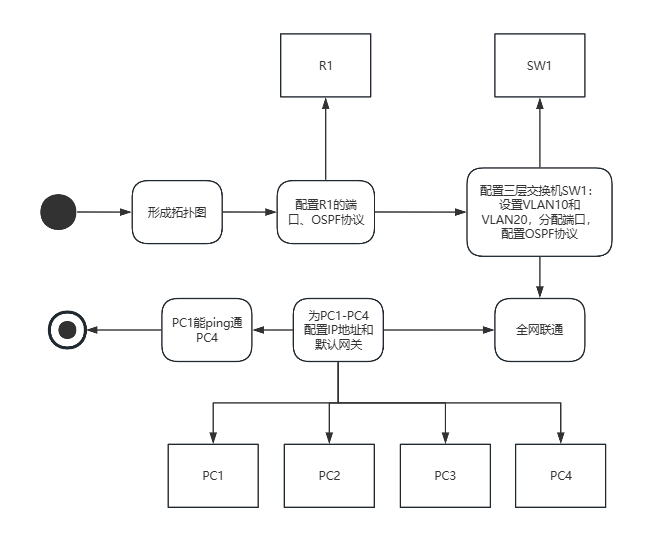 R1
SW1
形成拓扑图
配置R1的端
口、OSPF协议
配置三层交换机SW1：
设置VLAN10和
VLAN20，分配端口，
配置OSPF协议
PC1能ping通
PC4
为PC1-PC4
配置IP地址和
默认网关
全网联通
PC1
PC2
PC3
PC4